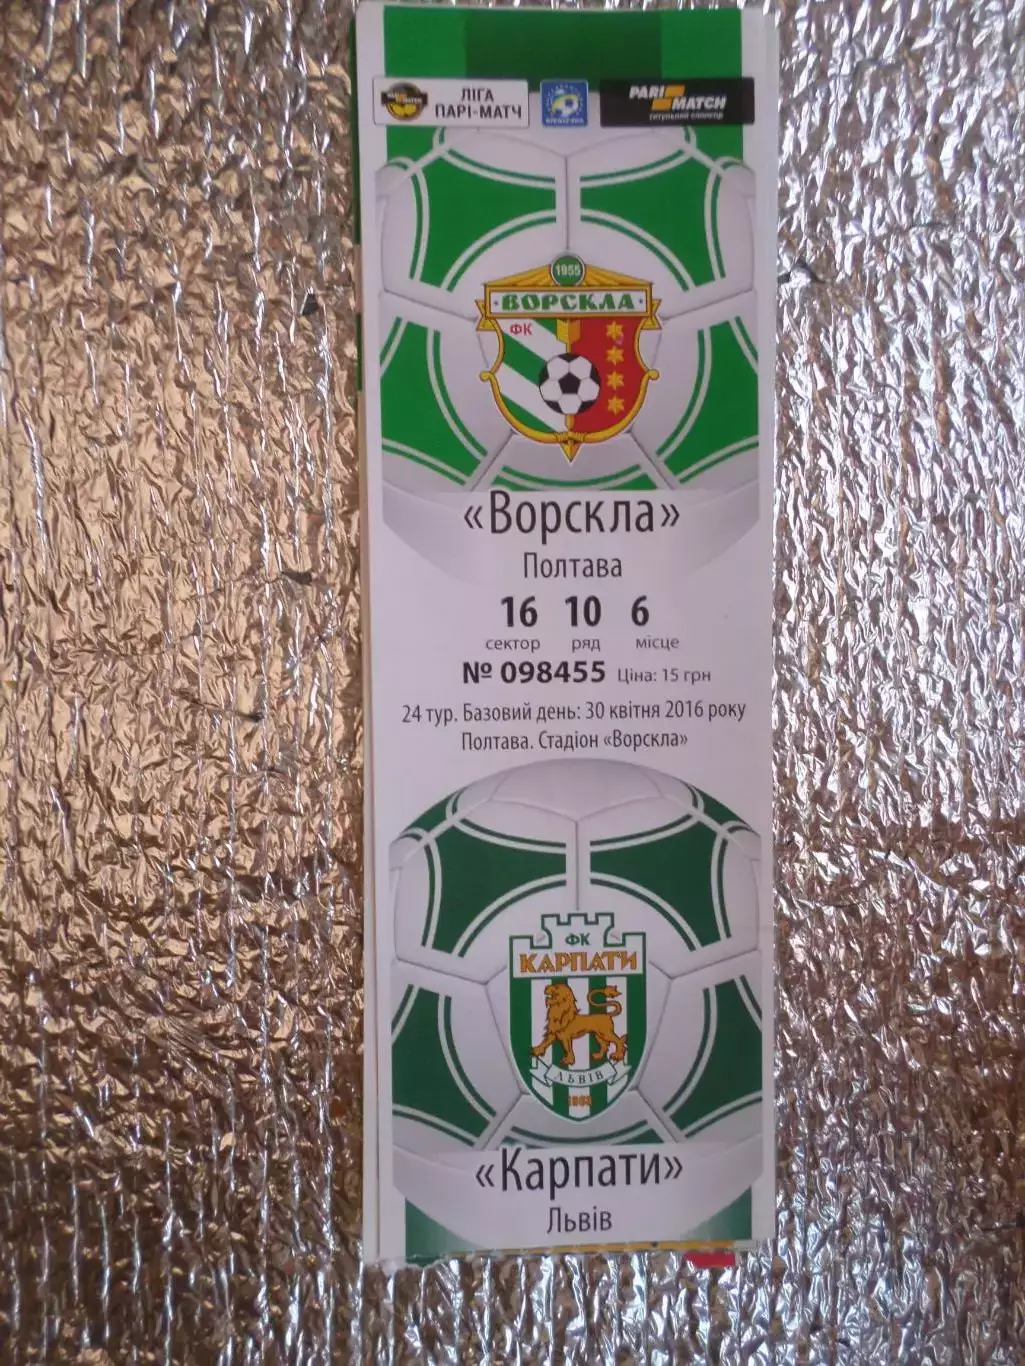 ЛІГА
ПАРІ-МАТЧ
PARI MATCH
титульний спонсор
1955
ВОРСКЛА
ФК
«Ворскла»
Полтава
16 10 6
сектор ряд місце
№ 098455 Ціна: 15 грн
24 тур. Базовий день: 30 квітня 2016 року
Полтава. Стадіон «Ворскла»
ФК
КАРПАТИ
ЛЬВІВ
1963
«Карпати»
Львів